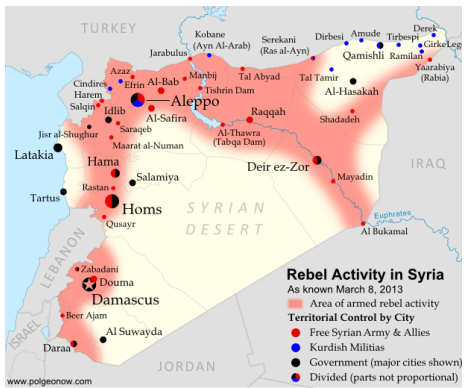 TURKEY
Kobane
(Ayn Al-Arab)
Serekani
(Ras al-Ayn)
Dirbesi
Amude
Derek
Tirbespi
GirkeLege
Qamishli
Ramilan
Yaarabiya
(Rabia)
Jarabulus
Azaz
Cindires
Efrin
Al-Bab
Manbij
Tal Abyad
Tal Tamir
Al-Hasakah
Harem
Salqin
Aleppo
Tishrin Dam
Idlib
Al-Safira
Raqqah
Shadadeh
Jisr al-Shughur
Saraqeb
Al-Thawra
(Tabqa Dam)
Maarat al-Numan
Latakia
Hama
Deir ez-Zor
IRAQ
Salamiya
Mayadin
Tartus
Rastan
Homs
SYRIAN
DESERT
Qusayr
Euphrates
Al Bukamal
LEBANON
Zabadani
Douma
Damascus
Beer Ajam
ISRAEL
Daraa
Al Suwayda
JORDAN
Rebel Activity in Syria
As known March 8, 2013
Area of armed rebel activity
Territorial Control by City
Free Syrian Army & Allies
Kurdish Militias
Government (major cities shown)
Divided (parts not proportional)
www.polgeonow.com